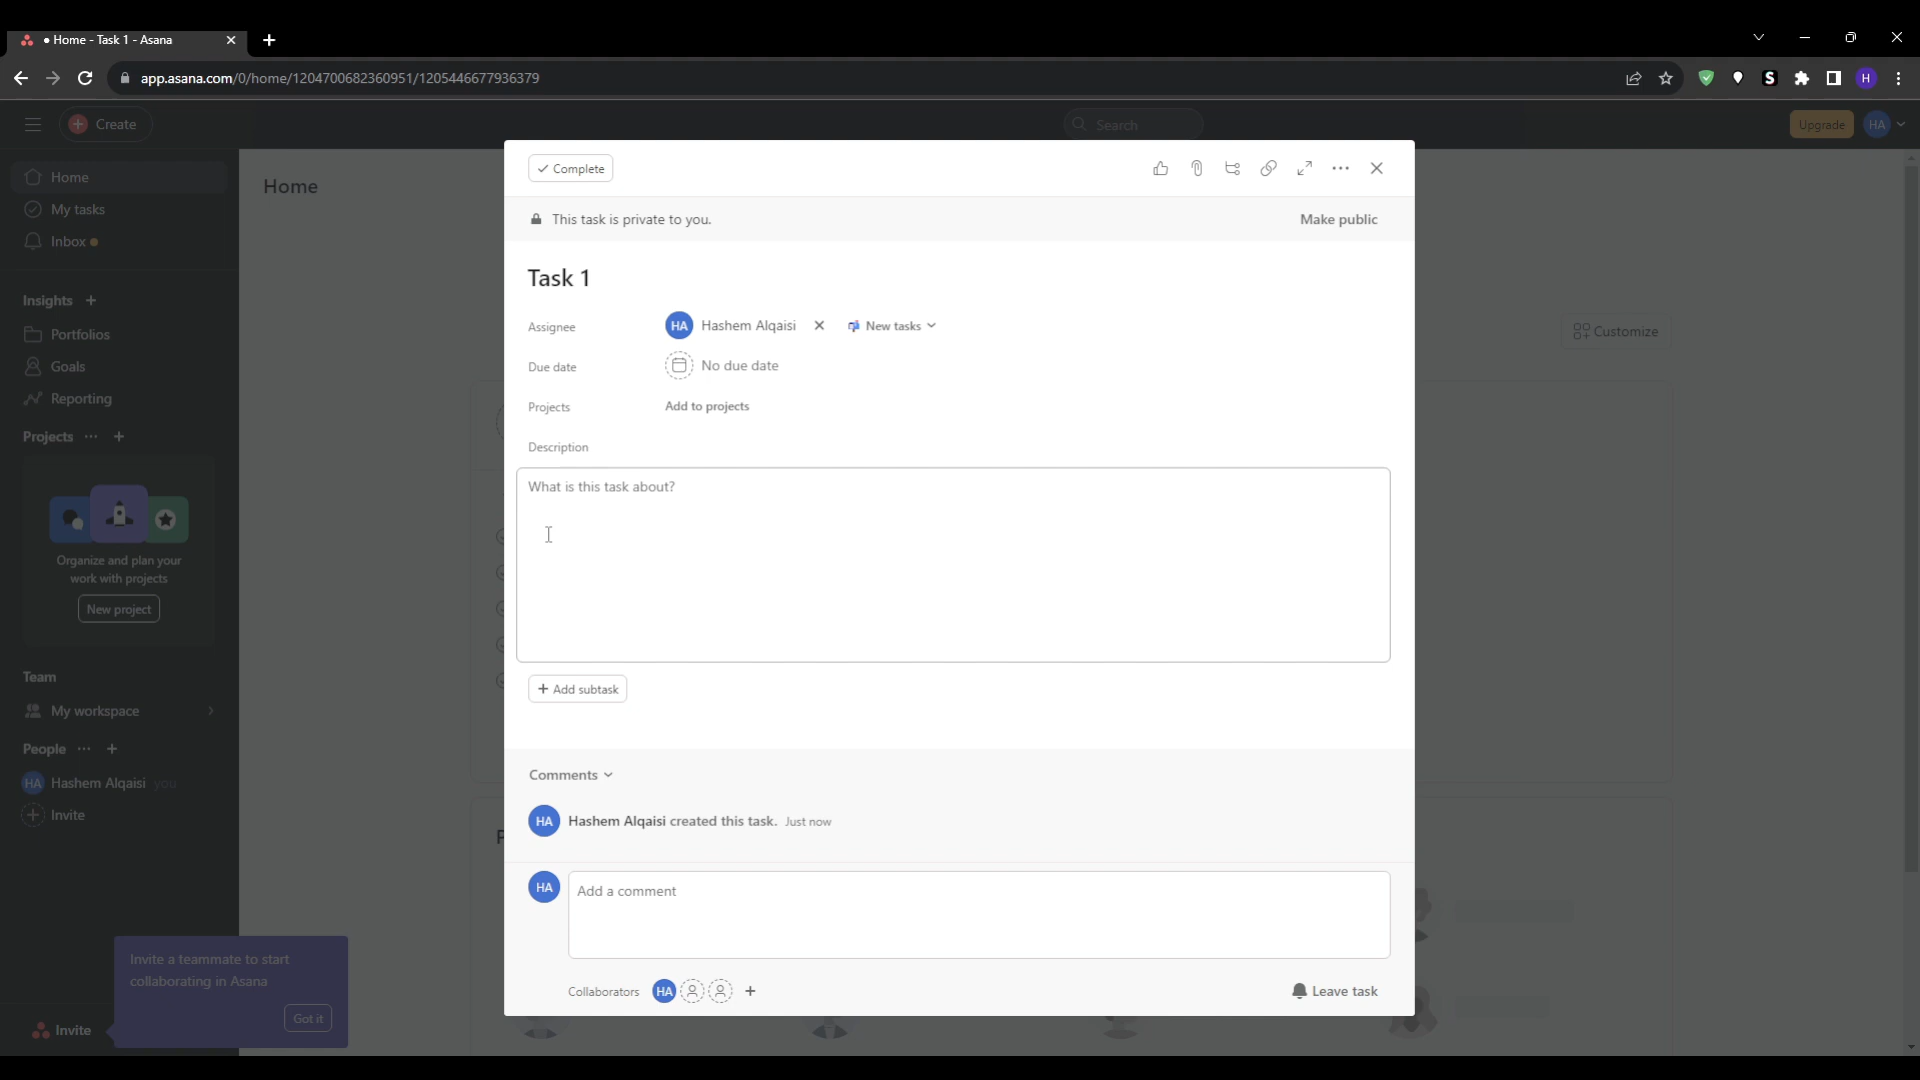 • Home - Task 1 - Asana
app.asana.com/0/home/1204700682360951/1205446677936379
S
H
Create
Search
Upgrade
HA
Home
My tasks
Inbox
Insights
Portfolios
Goals
Reporting
Projects
Organize and plan your
work with projects
New project
Team
My workspace
People
HA Hashem Alqaisi you
Invite
Invite a teammate to start
collaborating in Asana
Got it
Invite
Home
Customize
Complete
This task is private to you.
Make public
Task 1
Assignee
HA Hashem Alqaisi
New tasks
Due date
No due date
Projects
Add to projects
Description
What is this task about?
+ Add subtask
Comments
HA Hashem Alqaisi created this task. Just now
HA Add a comment
Collaborators HA +
Leave task